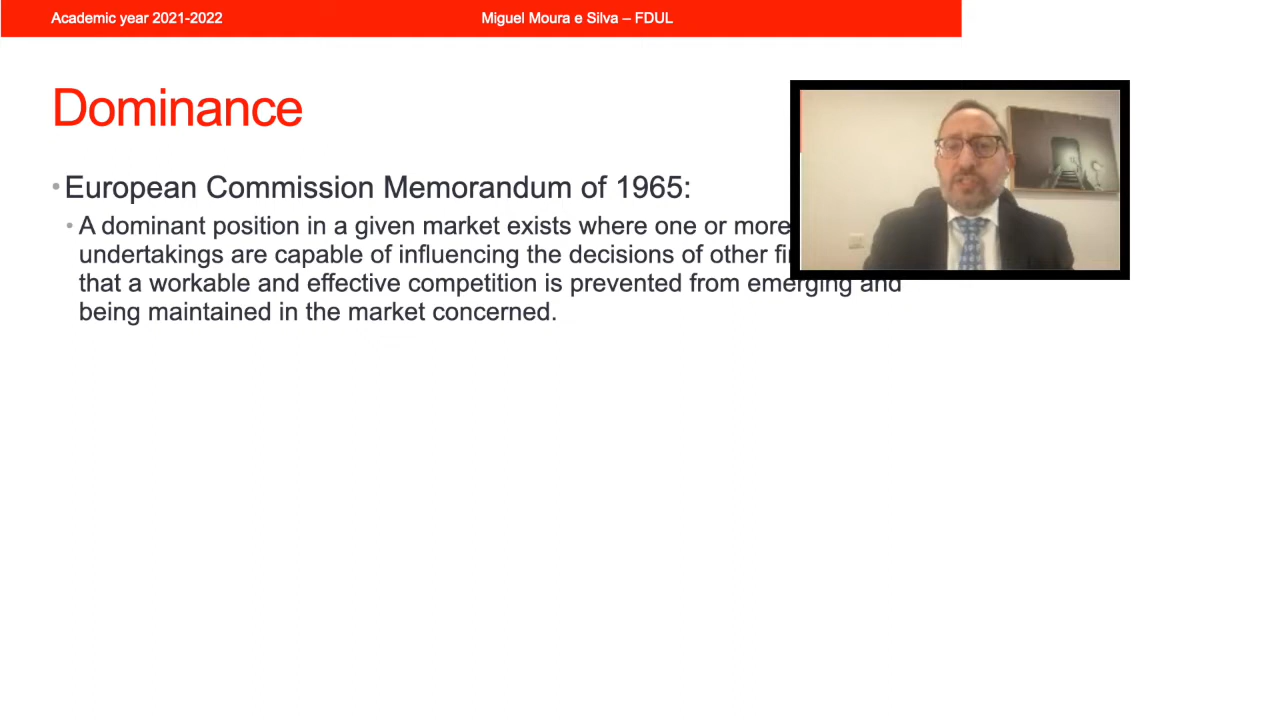 Academic year 2021-2022
Miguel Moura e Silva – FDUL
Dominance
•European Commission Memorandum of 1965:
• A dominant position in a given market exists where one or more
undertakings are capable of influencing the decisions of other
that a workable and effective competition is prevented from emerging and
being maintained in the market concerned.